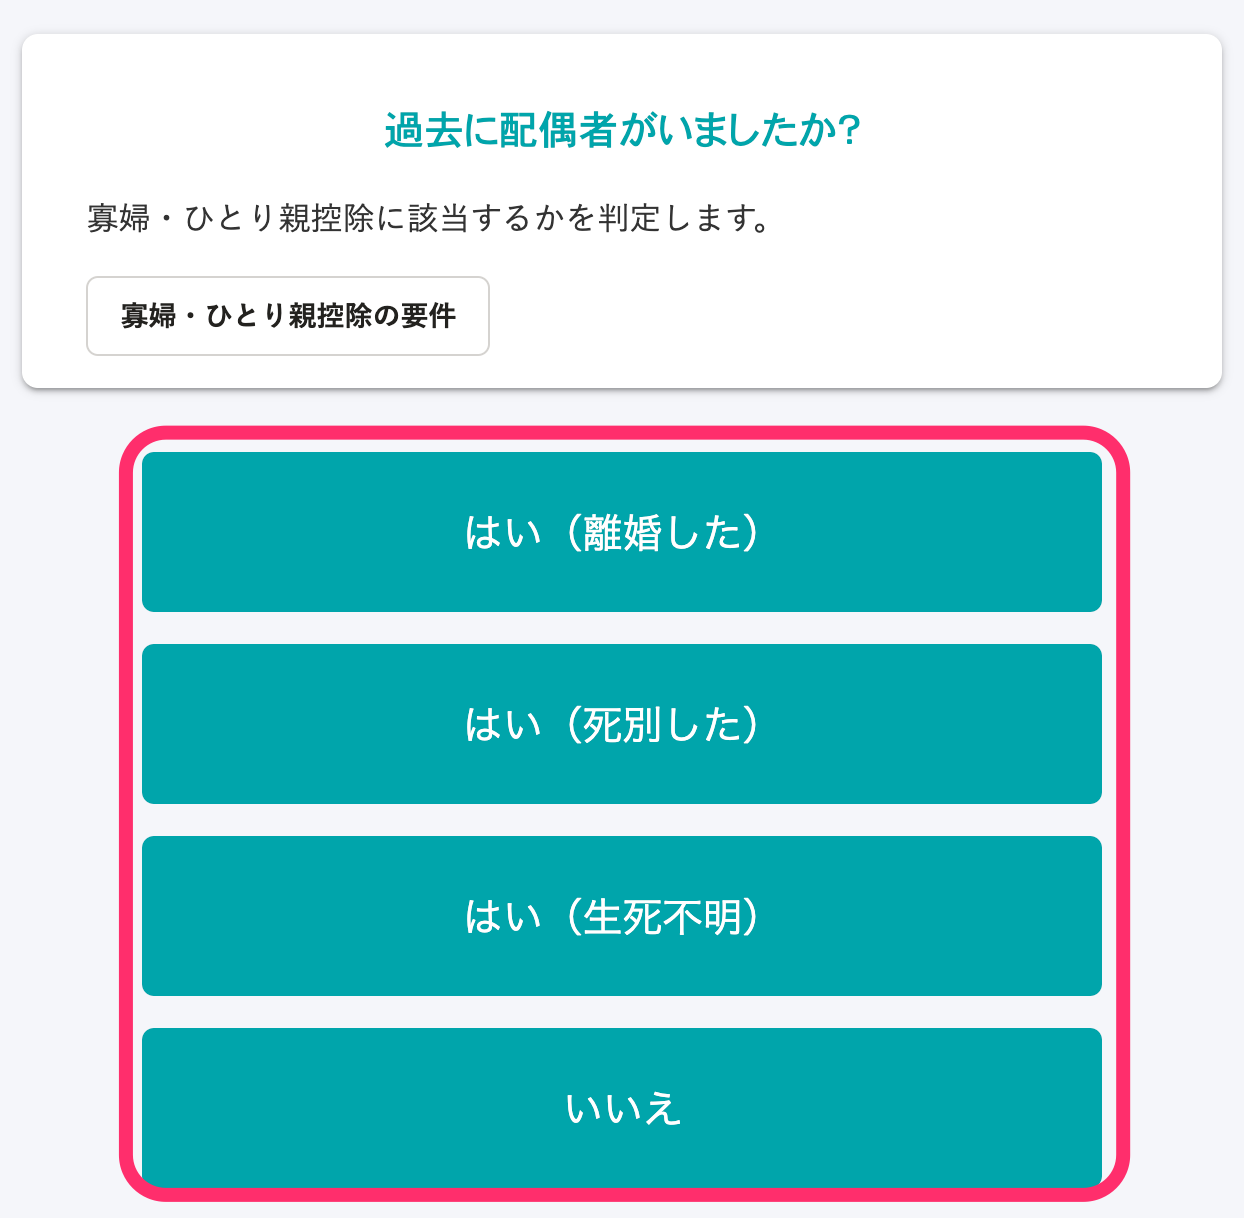 過去に配偶者がいましたか?
寡婦・ひとり親控除に該当するかを判定します。
寡婦・ひとり親控除の要件
はい（離婚した）
はい（死別した）
はい（生死不明）
いいえ